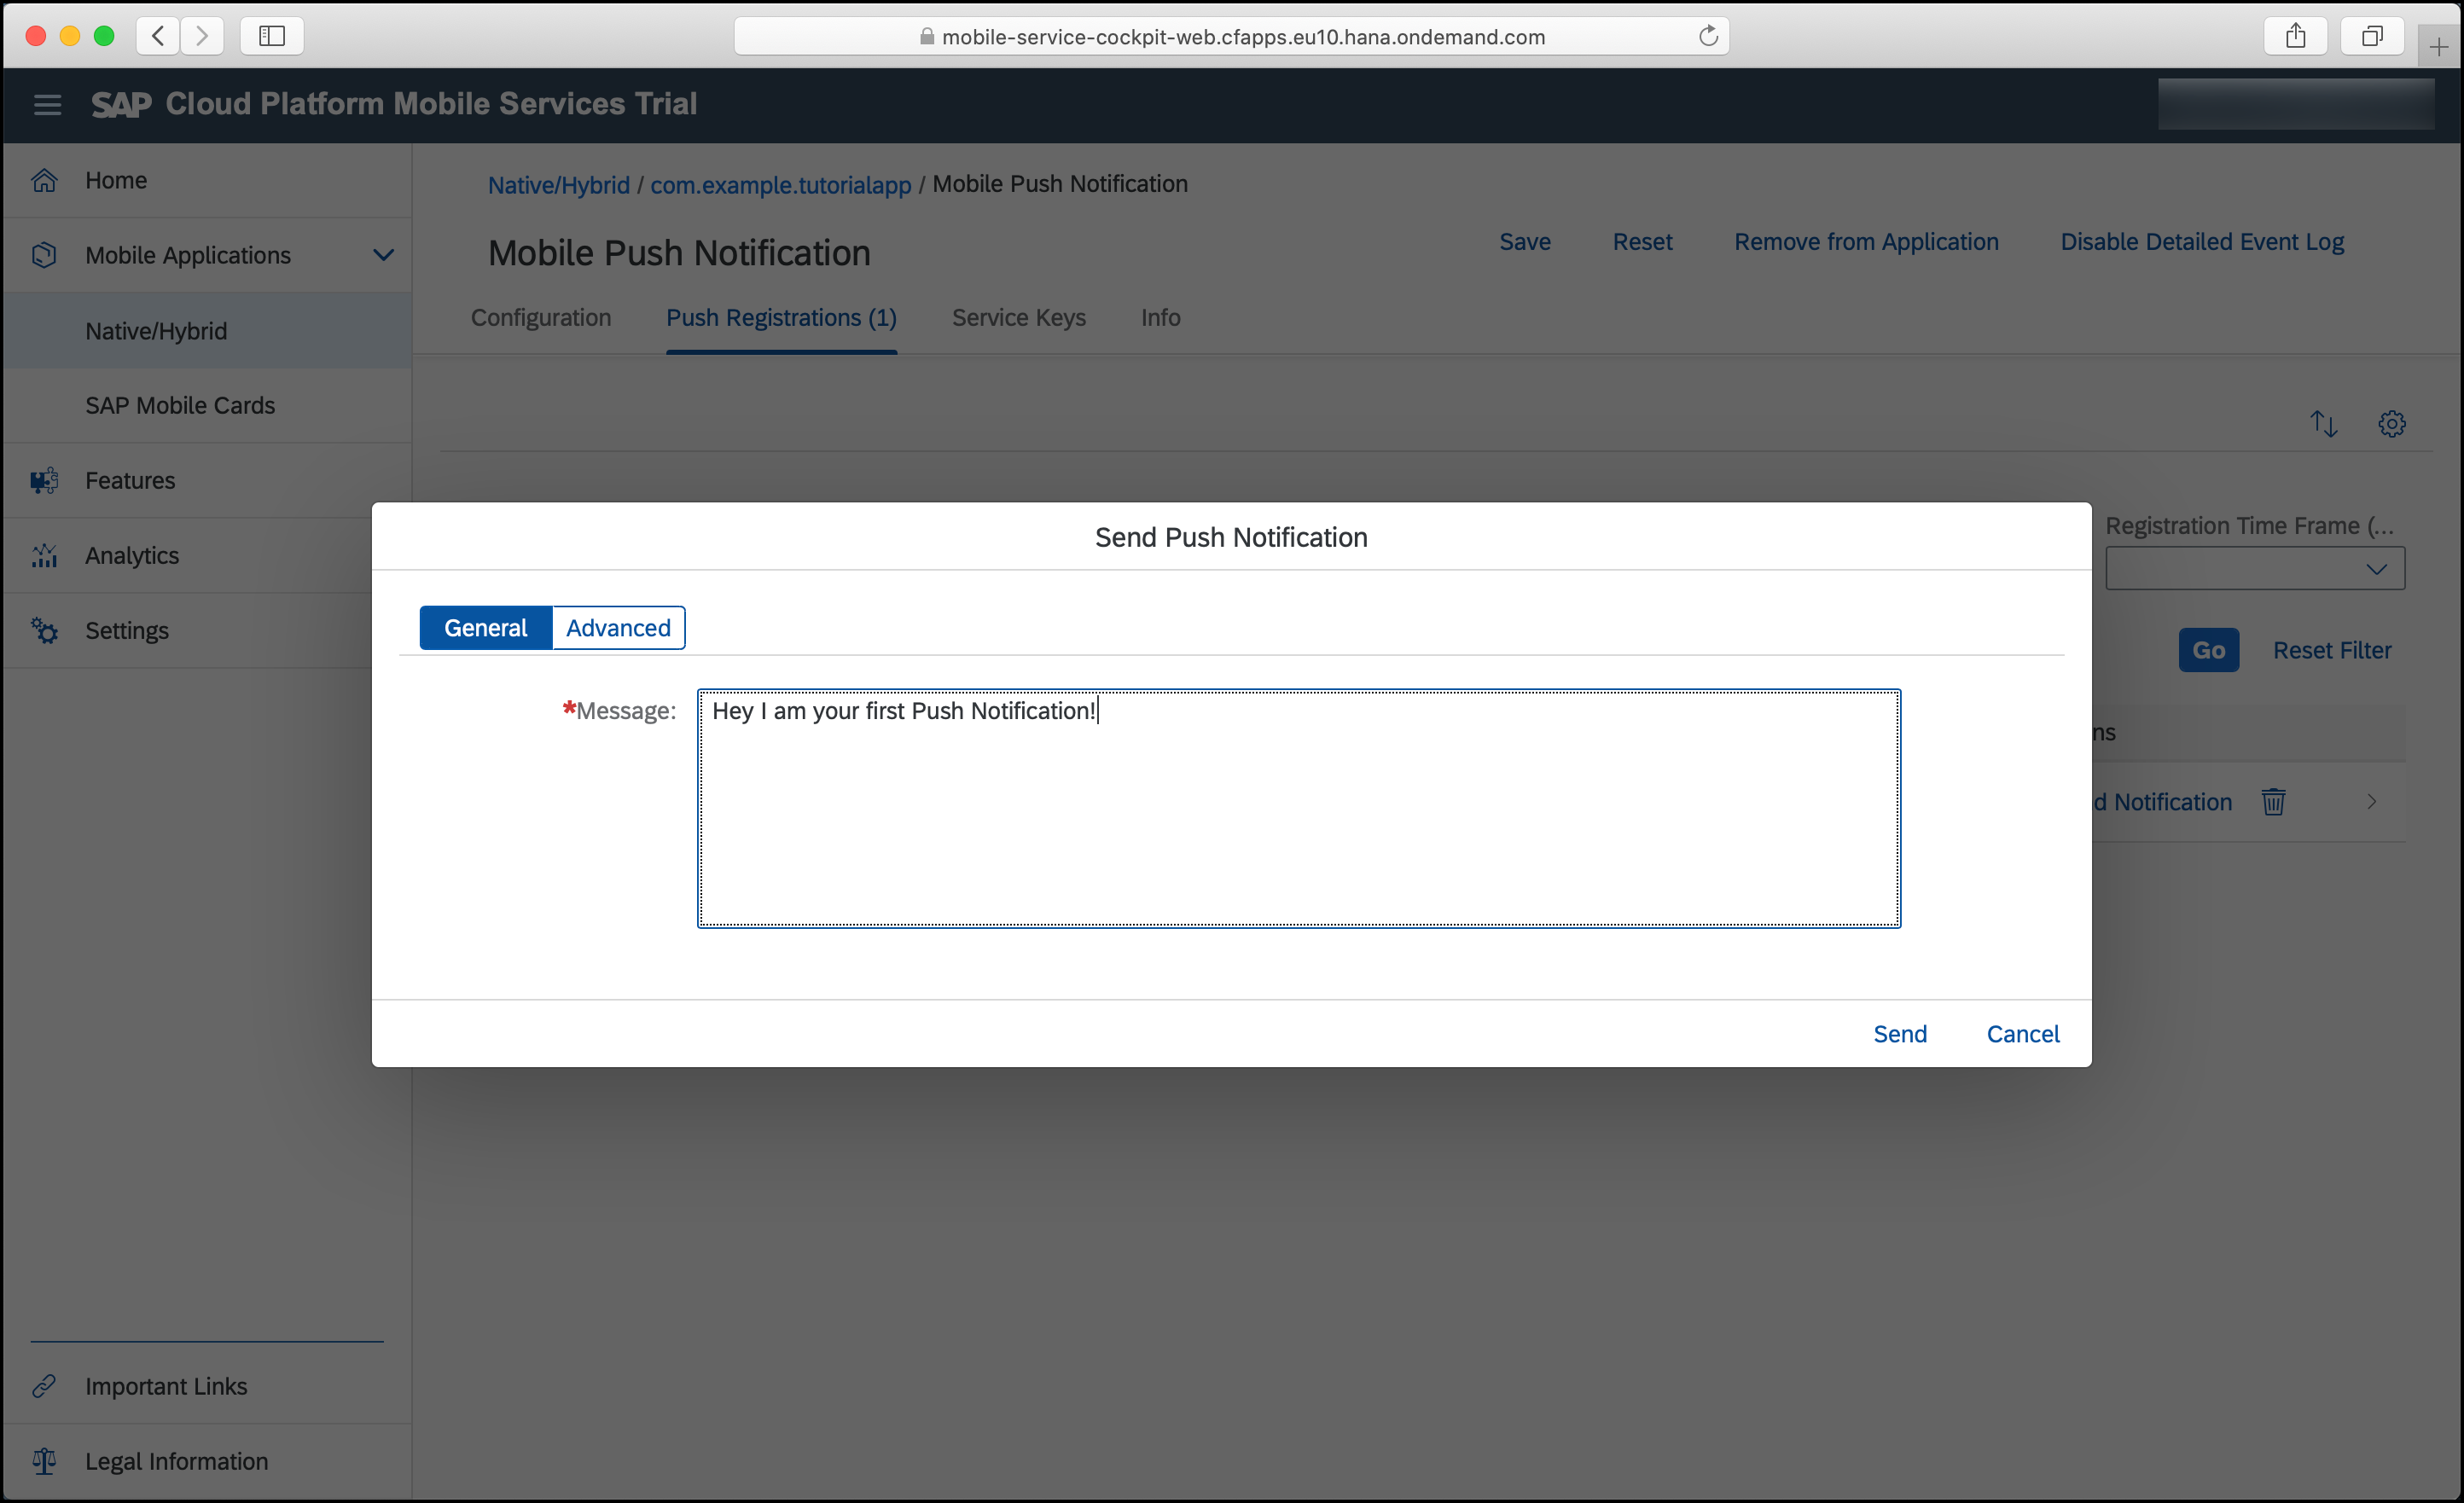 mobile-service-cockpit-web.cfapps.eu10.hana.ondemand.com
SAP Cloud Platform Mobile Services Trial
Home
Mobile Applications
Native/Hybrid
SAP Mobile Cards
Features
Analytics
Settings
Important Links
Legal Information
Native/Hybrid / com.example.tutorialapp / Mobile Push Notification
Mobile Push Notification
Save Reset Remove from Application Disable Detailed Event Log
Configuration Push Registrations (1) Service Keys Info
Registration Time Frame (...
Go Reset Filter
ns
d Notification
Send Push Notification
General Advanced
*Message: Hey I am your first Push Notification!
Send Cancel